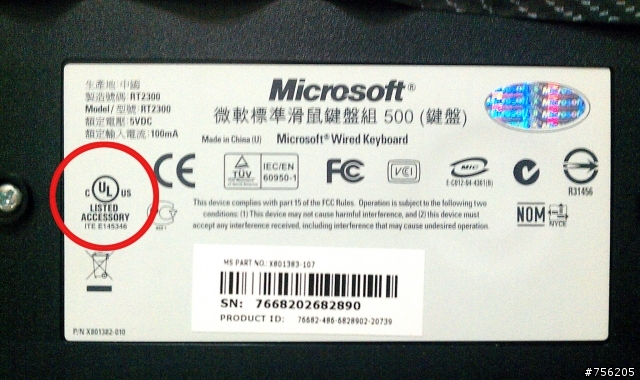 生產地: 中國
製造號碼: RT2300
Model/型號: RT2300
額定電壓: 5VDC
額定輸入電流: 100mA
Microsoft®
微軟標準滑鼠鍵盤組 500 (鍵盤)
Made in China (U)
Microsoft® Wired Keyboard
C UL US
LISTED
ACCESSORY
ITE E145346
CE
TÜV
IEC/EN
60950-1
FC
VCI
MIC
E-C012-04-4361(B)
R31456
This device complies with part 15 of the FCC Rules. Operation is subject to the following two
conditions: (1) This device may not cause harmful interference, and (2) this device must
accept any interference received, including interference that may cause undesired operation.
NOM
NYCE
MS PART NO.: X801383-107
SN: 7668202682890
PRODUCT ID: 76682-486-6828902-20739
P/N X801382-010
#756205